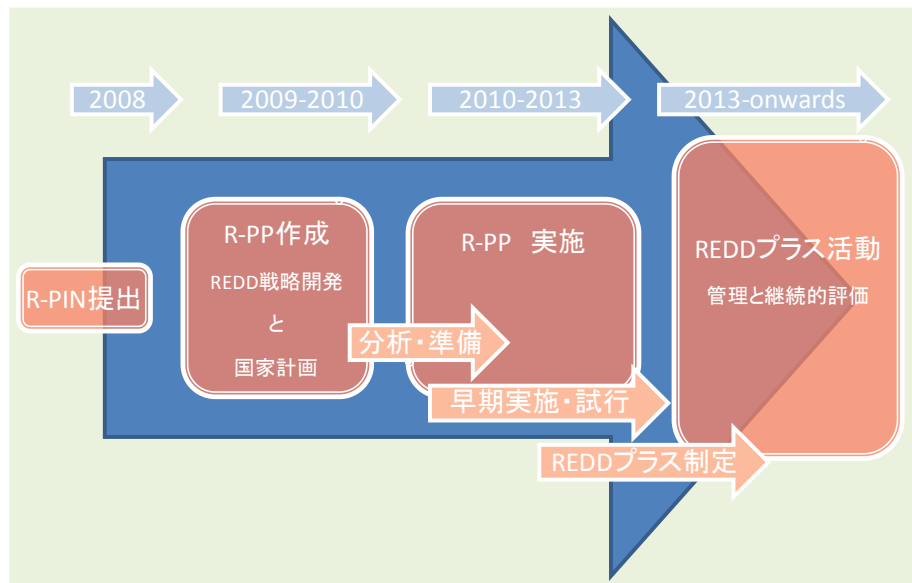 2008
2009-2010
2010-2013
2013-onwards
R-PIN提出
R-PP作成
REDD戦略開発
と
国家計画
R-PP　実施
REDDプラス活動
管理と継続的評価
分析・準備
早期実施・試行
REDDプラス制定